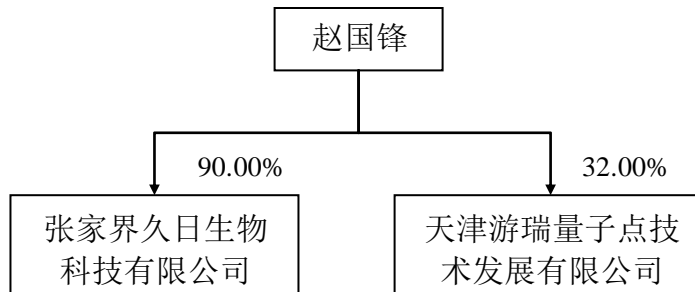 赵国锋
90.00%
32.00%
张家界久日生物
科技有限公司
天津游瑞量子点技
术发展有限公司